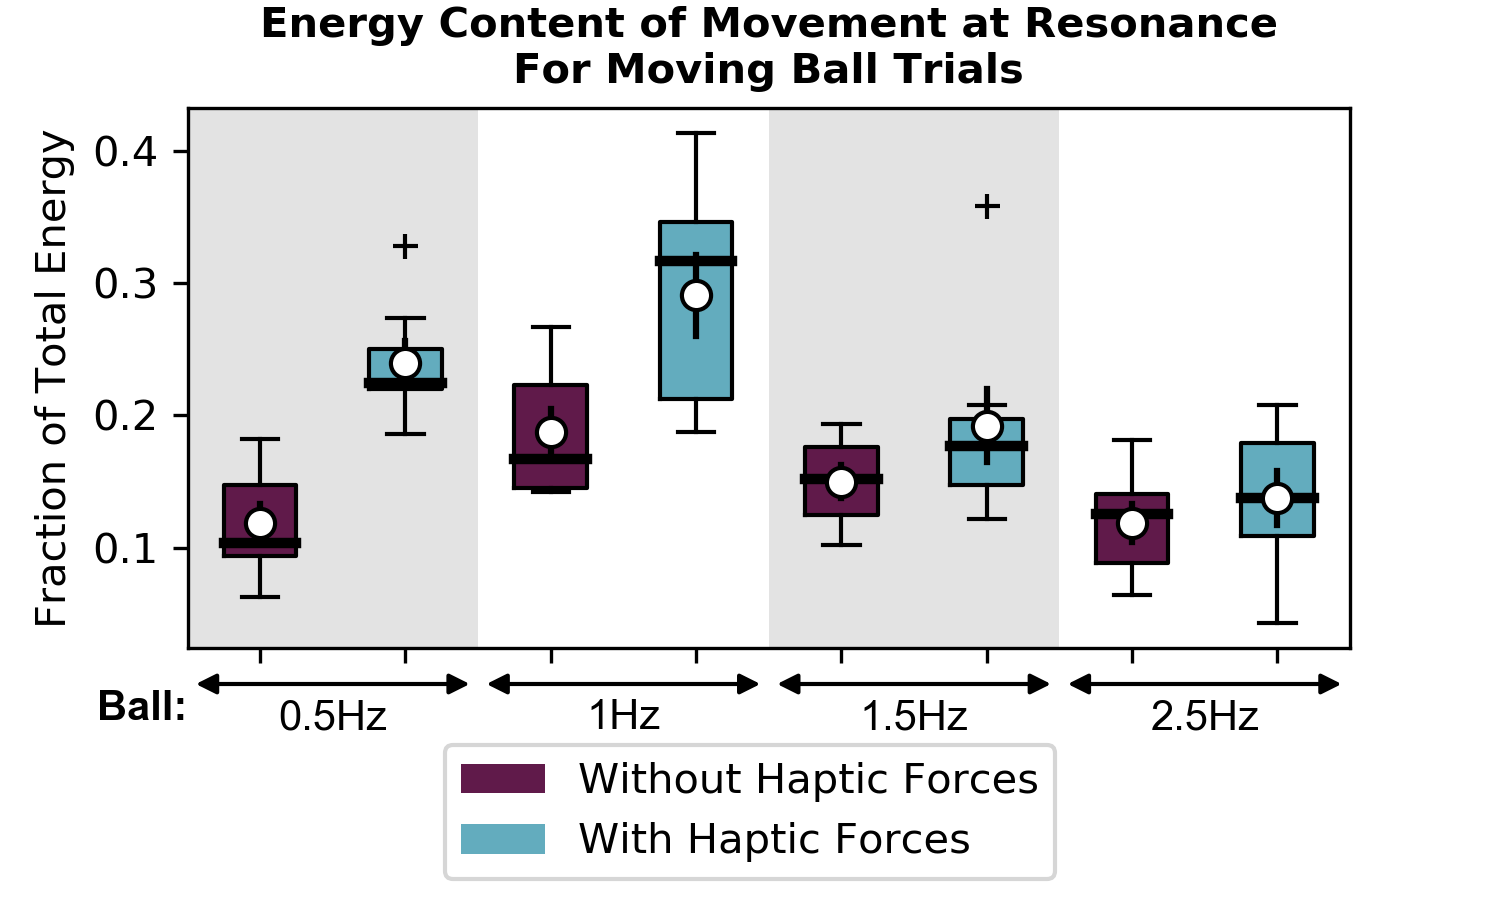 Energy Content of Movement at Resonance
For Moving Ball Trials
Fraction of Total Energy
0.4
0.3
0.2
0.1
Ball:
0.5Hz
1Hz
1.5Hz
2.5Hz
Without Haptic Forces
With Haptic Forces